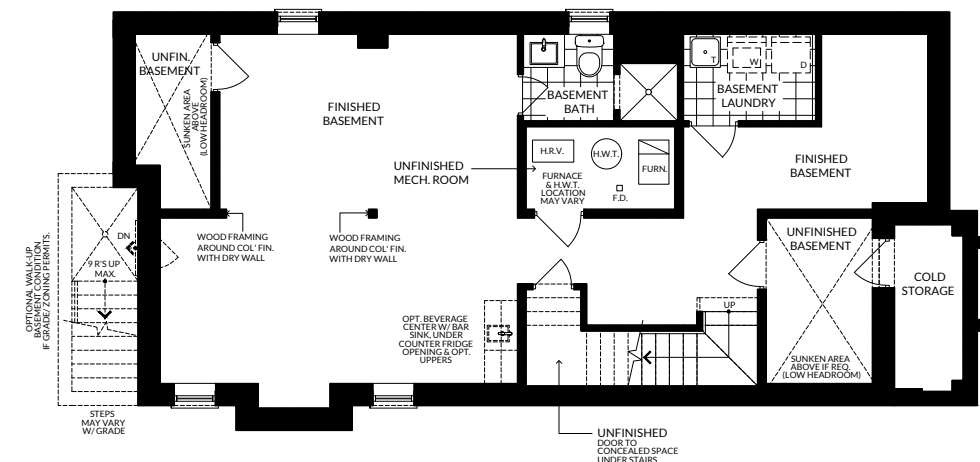 UNFIN.
BASEMENT
SUNKEN AREA
ABOVE
(LOW HEADROOM)
FINISHED
BASEMENT
BASEMENT
BATH
T
W
D
BASEMENT
LAUNDRY
UNFINISHED
MECH. ROOM
H.R.V.
H.W.T.
FURN.
FURNACE
& H.W.T.
LOCATION
MAY VARY
F.D.
FINISHED
BASEMENT
OPTIONAL WALK-UP
BASEMENT CONDITION
IF GRADE/ ZONING PERMITS.
DN
9 R'S UP
MAX.
WOOD FRAMING
AROUND COL' FIN.
WITH DRY WALL
WOOD FRAMING
AROUND COL' FIN.
WITH DRY WALL
UNFINISHED
BASEMENT
COLD
STORAGE
UP
OPT. BEVERAGE
CENTER W/ BAR
SINK, UNDER
COUNTER FRIDGE
OPENING & OPT.
UPPERS
SUNKEN AREA
ABOVE IF REQ.
(LOW HEADROOM)
STEPS
MAY VARY
W/ GRADE
UNFINISHED
DOOR TO
CONCEALED SPACE
UNDER STAIRS